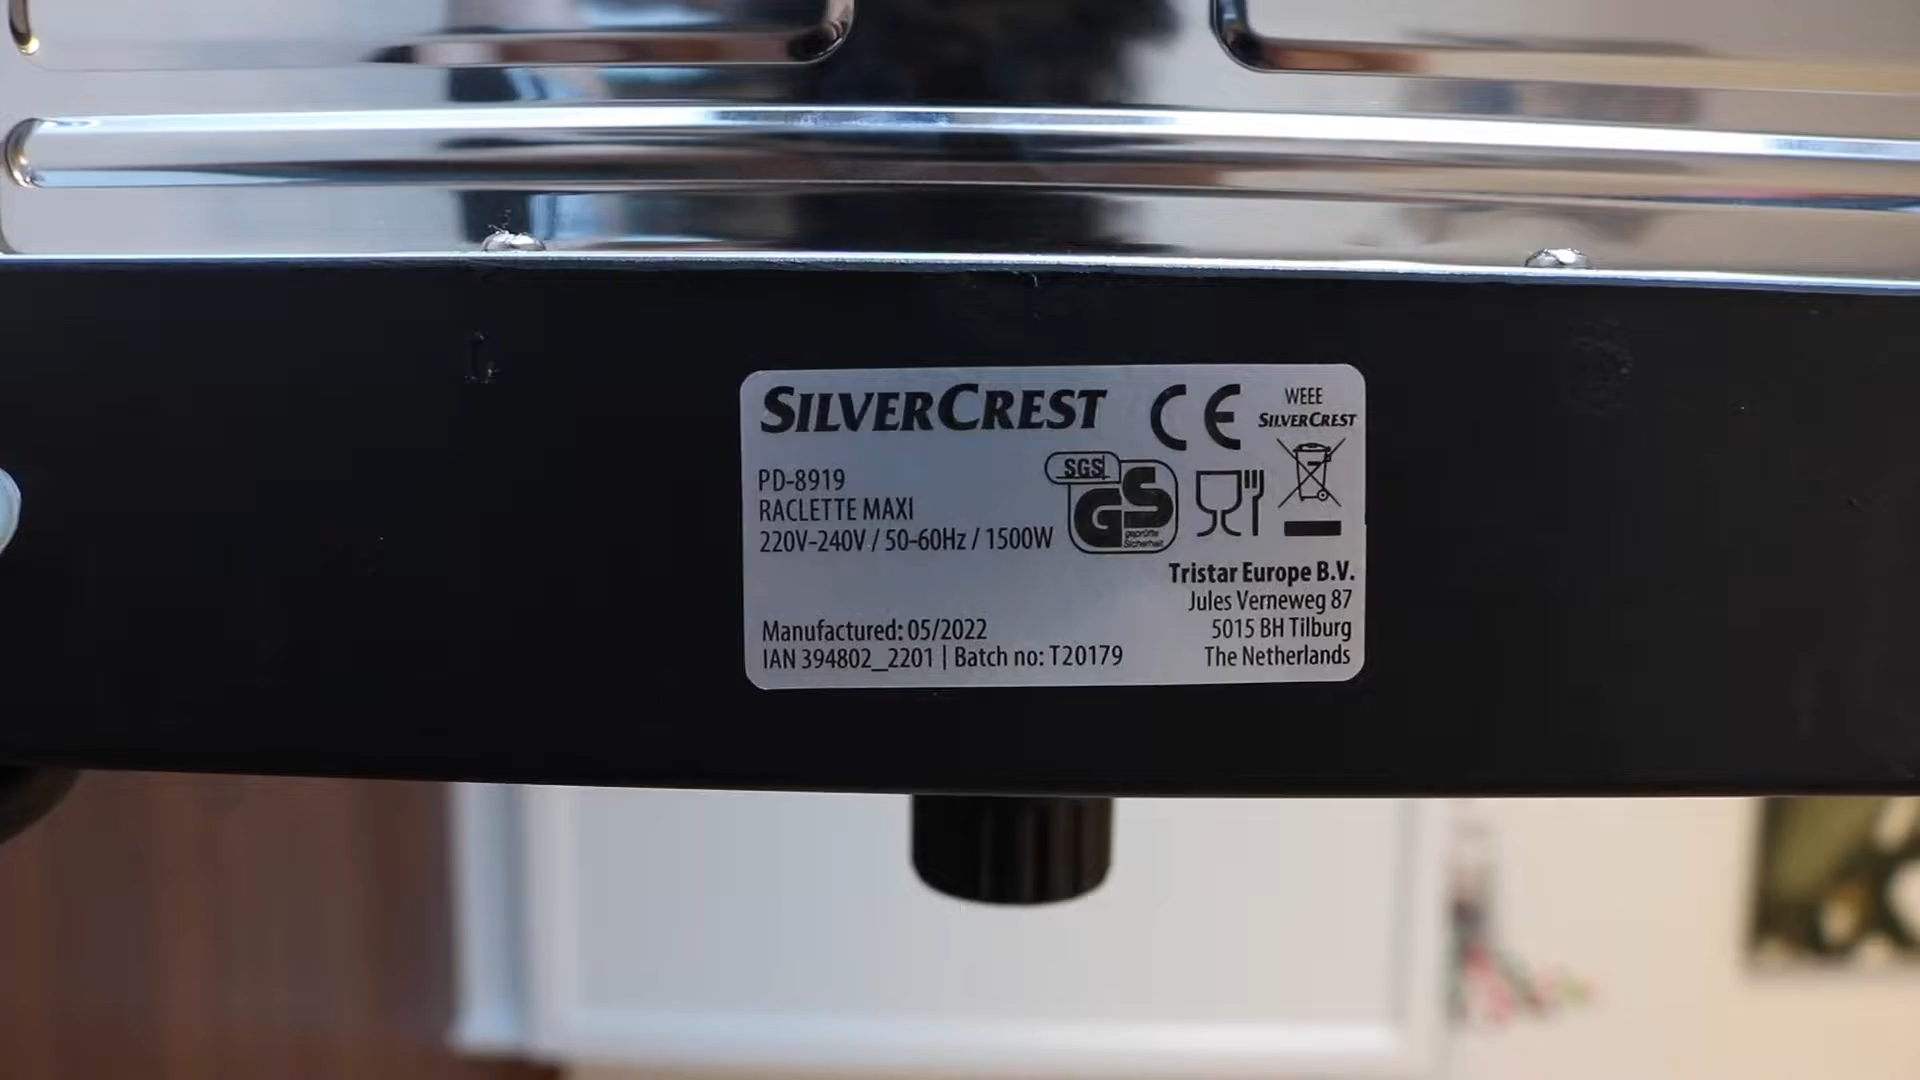 SILVERCREST
CE
WEEE
SILVERCREST
PD-8919
RACLETTE MAXI
220V-240V / 50-60Hz / 1500W
SGS
GS
geprüfte
Sicherheit
Tristar Europe B.V.
Jules Verneweg 87
5015 BH Tilburg
The Netherlands
Manufactured: 05/2022
IAN 394802_2201 | Batch no: T20179